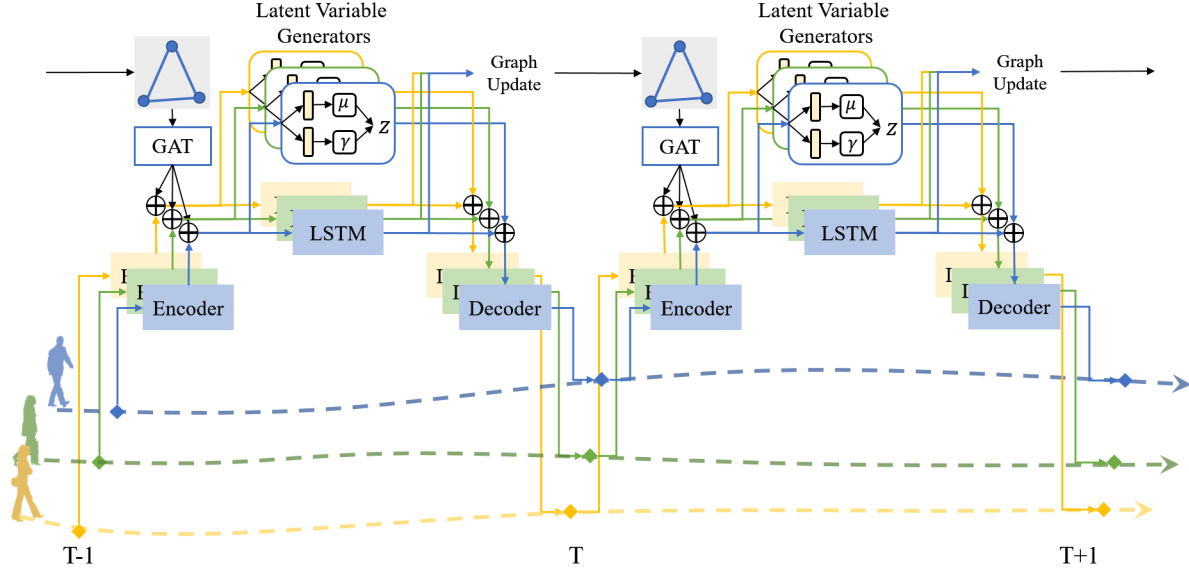 Latent Variable
Generators
Graph
Update
μ
γ
Z
GAT
LSTM
Encoder
Decoder
Latent Variable
Generators
Graph
Update
μ
γ
Z
GAT
LSTM
Encoder
Decoder
T-1
T
T+1